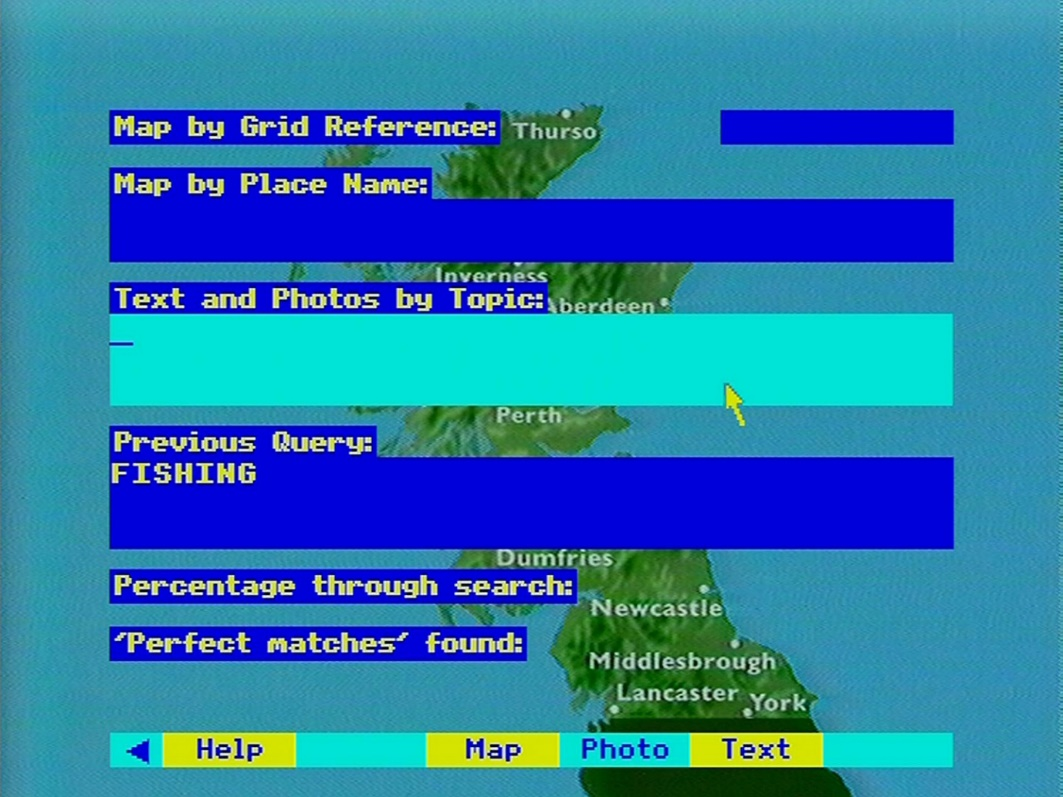 Map by Grid Reference:
Thurso
Map by Place Name:
Inverness
Text and Photos by Topic:
Aberdeen
Perth
Previous Query:
FISHING
Dumfries
Percentage through search:
Newcastle
'Perfect matches' found:
Middlesbrough
Lancaster
York
Help Map Photo Text